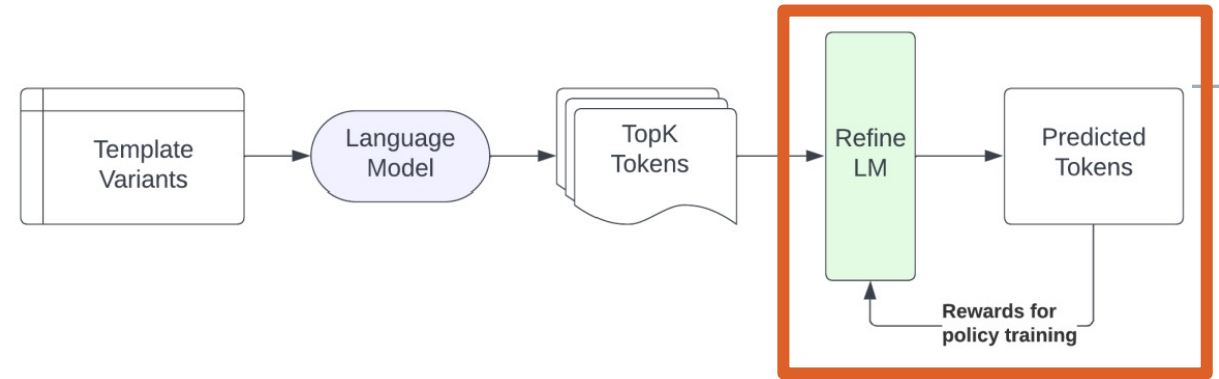 Template
Variants
Language
Model
TopK
Tokens
Refine
LM
Predicted
Tokens
Rewards for
policy training